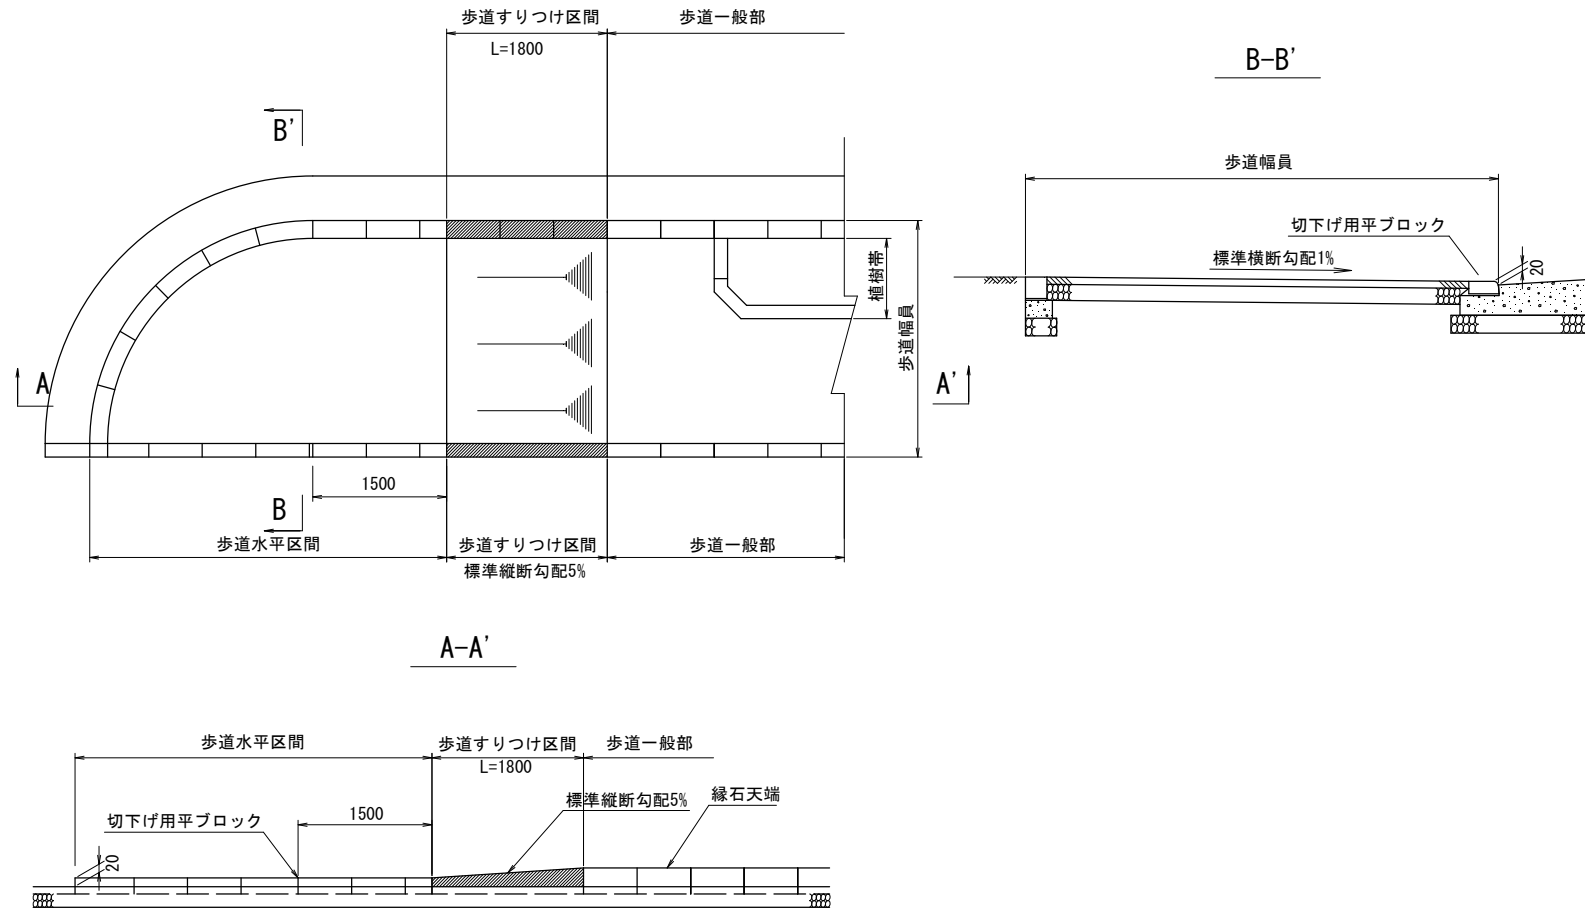 歩道すりつけ区間
歩道一般部
L=1800
B-B'
B'
歩道幅員
切下げ用平ブロック
標準横断勾配1%
20
植樹帯
歩道幅員
A
A'
1500
B
歩道水平区間
歩道すりつけ区間
歩道一般部
標準縦断勾配5%
A-A'
歩道水平区間
歩道すりつけ区間
歩道一般部
L=1800
標準縦断勾配5%
縁石天端
1500
切下げ用平ブロック
20